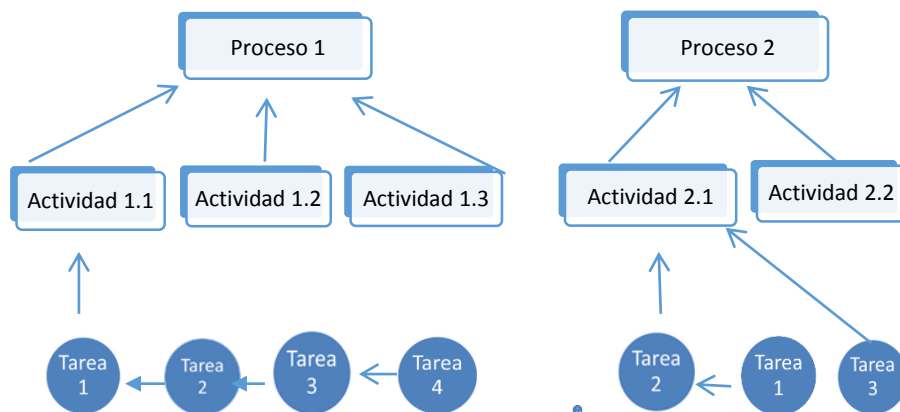 Proceso 1
Proceso 2
Actividad 1.1
Actividad 1.2
Actividad 1.3
Actividad 2.1
Actividad 2.2
Tarea
1
Tarea
2
Tarea
3
Tarea
4
Tarea
2
Tarea
1
Tarea
3